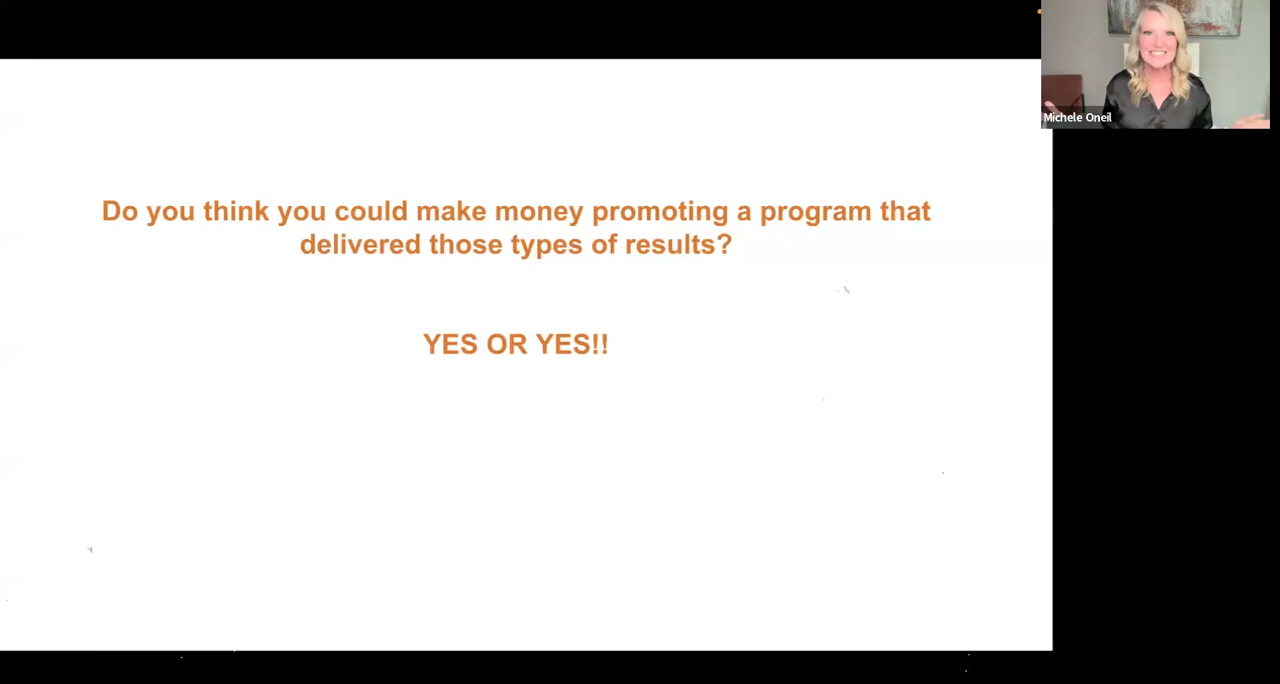 Michele Oneil
Do you think you could make money promoting a program that
delivered those types of results?
YES OR YES!!